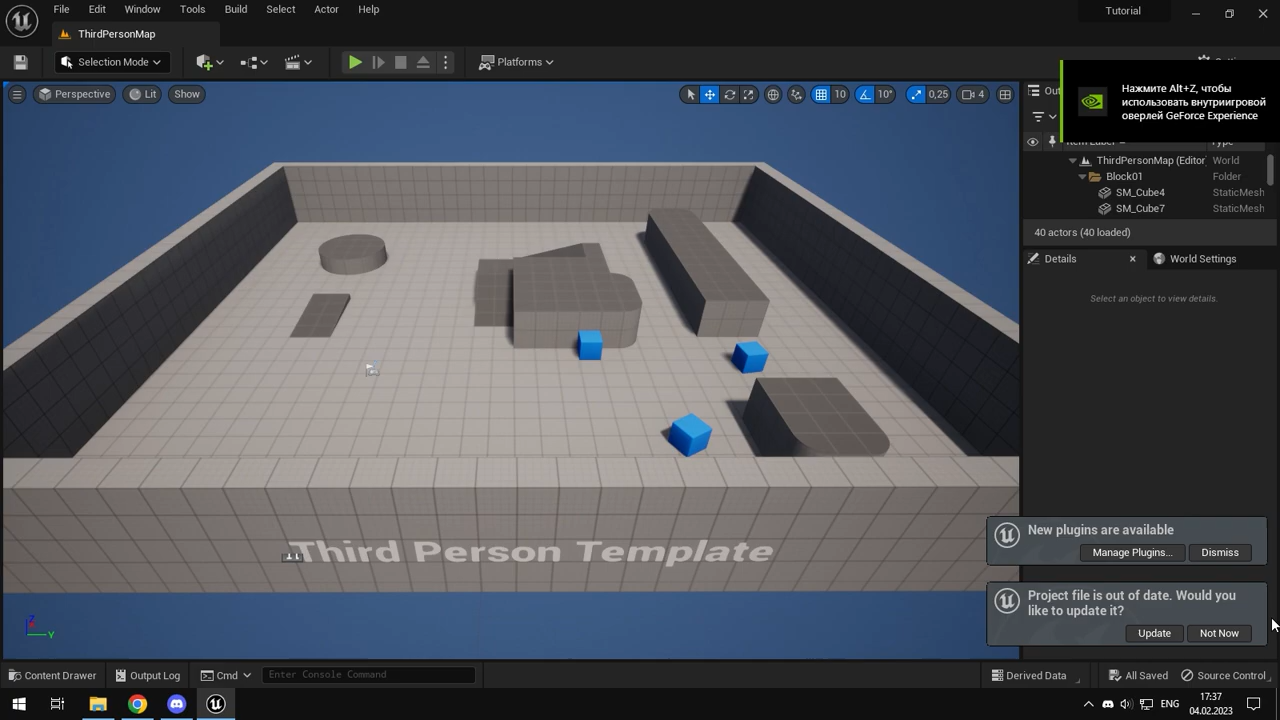 File Edit Window Tools Build Select Actor Help
Tutorial
ThirdPersonMap
Selection Mode
Platforms
Perspective Lit Show
10 10° 0,25 4
Нажмите Alt+Z, чтобы
использовать внутриигровой
оверлей GeForce Experience
Item Label Type
ThirdPersonMap (Editor World
Block01 Folder
SM_Cube4 StaticMesh
SM_Cube7 StaticMesh
40 actors (40 loaded)
Details World Settings
Select an object to view details.
New plugins are available
Manage Plugins... Dismiss
Project file is out of date. Would you
like to update it?
Update Not Now
Third Person Template
Z
Y
Content Drawer Output Log Cmd Enter Console Command Derived Data All Saved Source Control
ENG
17:37
04.02.2023